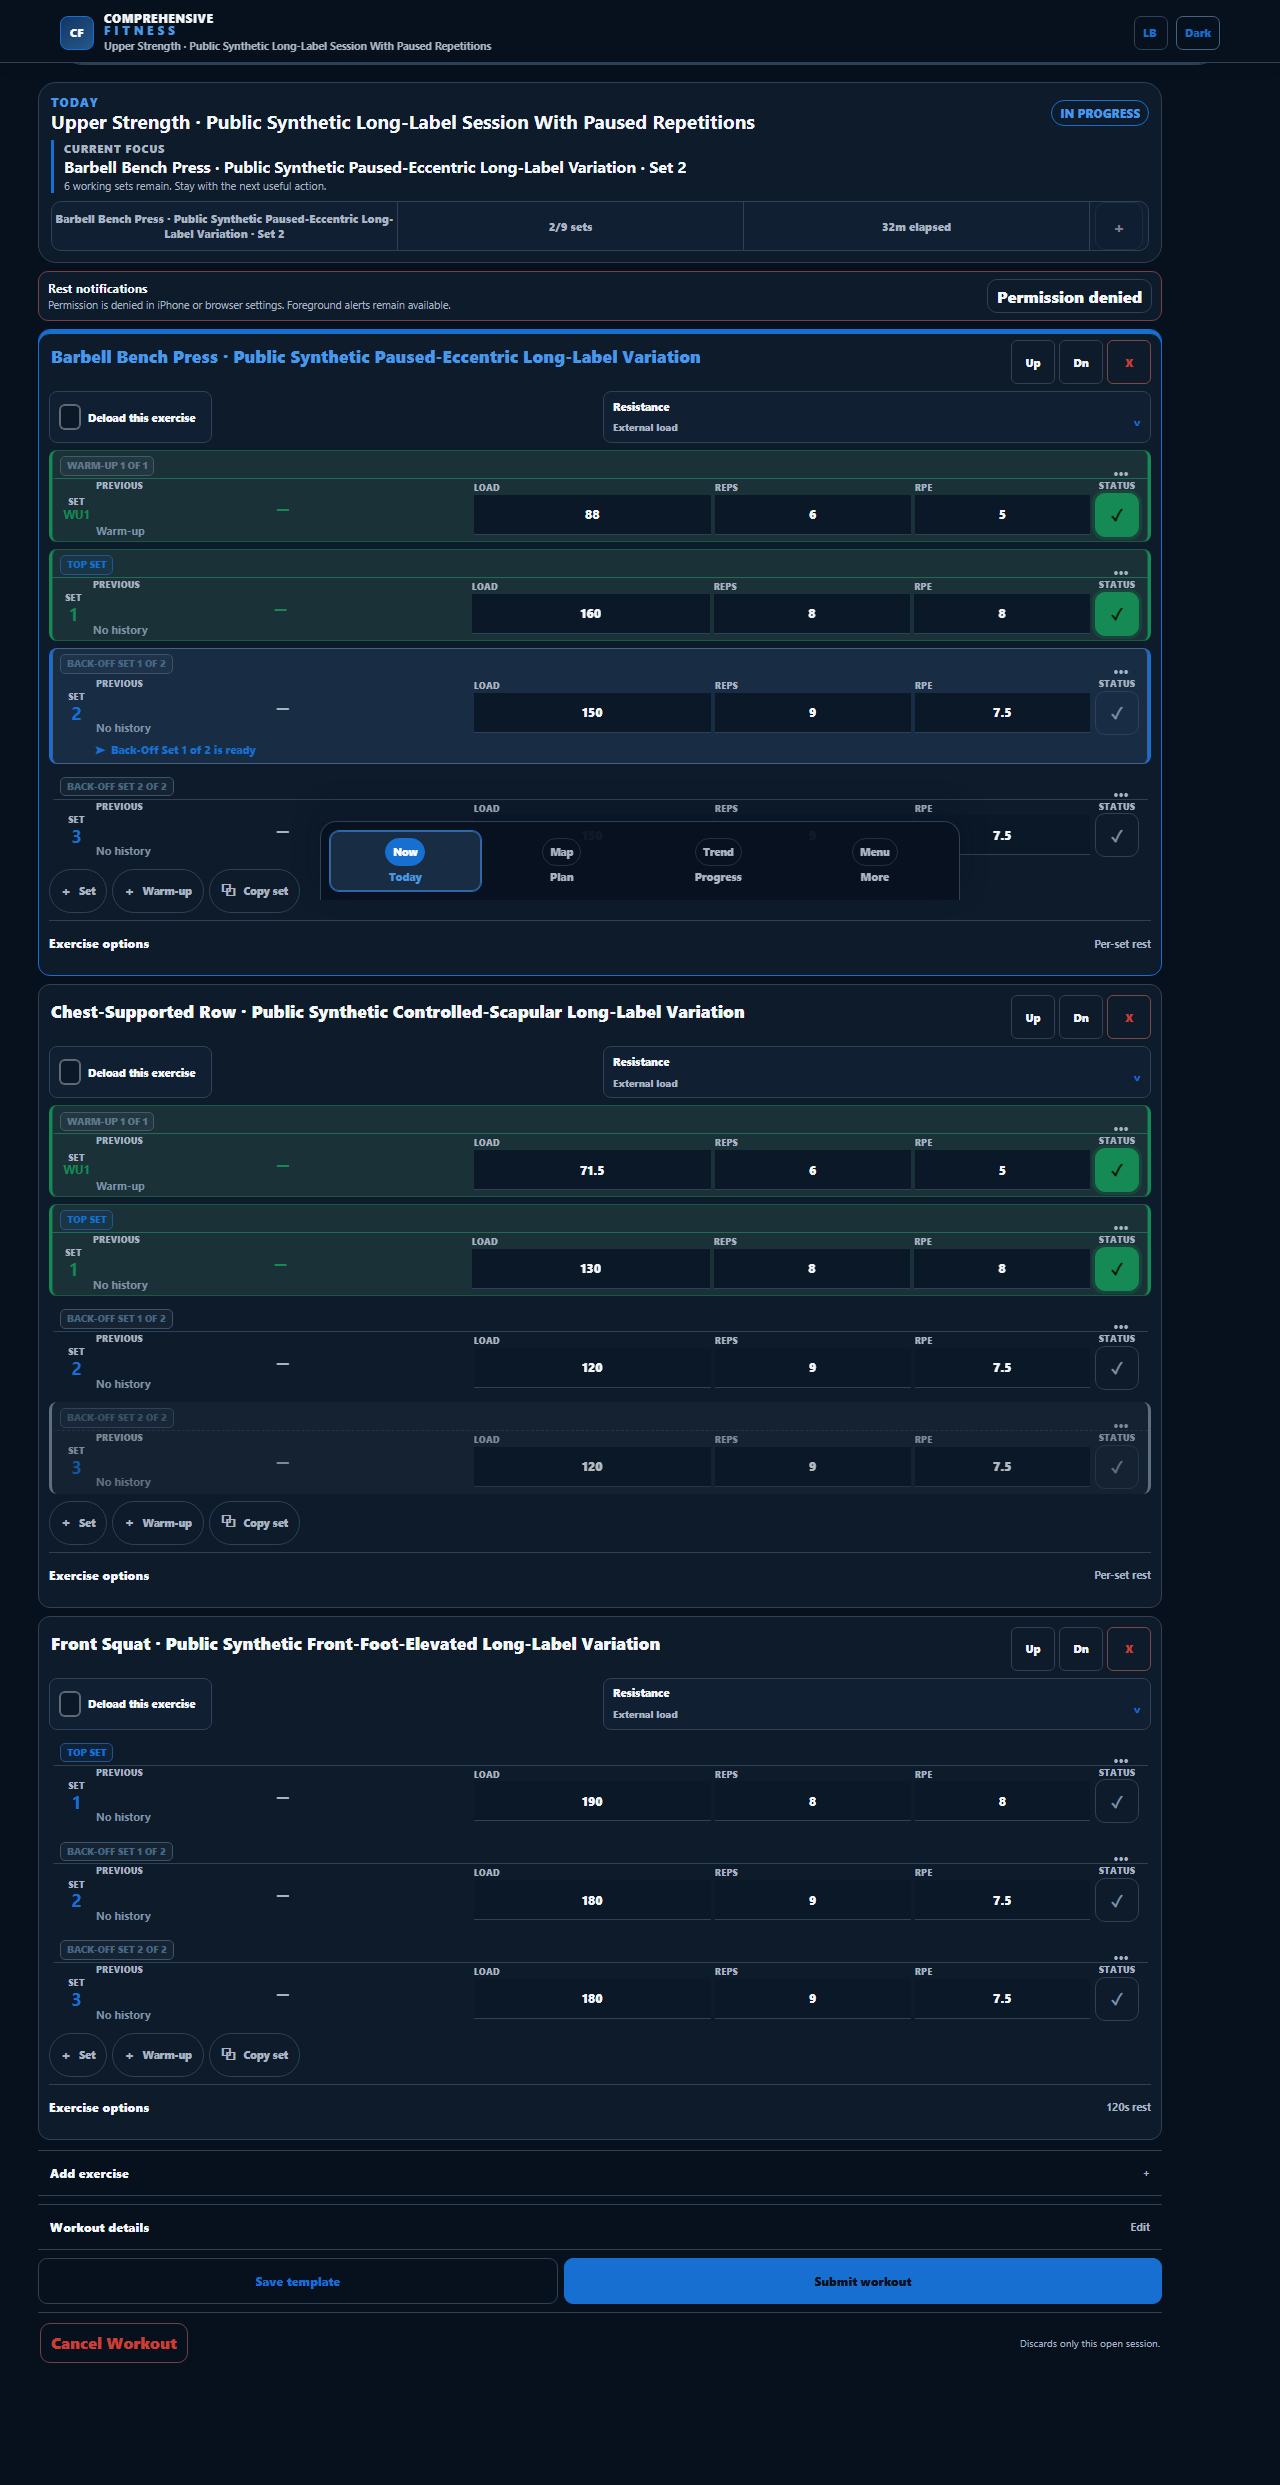 CF
COMPREHENSIVE
FITNESS
Upper Strength · Public Synthetic Long-Label Session With Paused Repetitions
LB
Dark
TODAY
Upper Strength · Public Synthetic Long-Label Session With Paused Repetitions
IN PROGRESS
CURRENT FOCUS
Barbell Bench Press · Public Synthetic Paused-Eccentric Long-Label Variation · Set 2
6 working sets remain. Stay with the next useful action.
Barbell Bench Press · Public Synthetic Paused-Eccentric Long-
Label Variation · Set 2
2/9 sets
32m elapsed
+
Rest notifications
Permission is denied in iPhone or browser settings. Foreground alerts remain available.
Permission denied
Barbell Bench Press · Public Synthetic Paused-Eccentric Long-Label Variation
Up
Dn
X
Deload this exercise
Resistance
External load
v
WARM-UP 1 OF 1
•••
SET
WU1
PREVIOUS
—
Warm-up
LOAD
88
REPS
6
RPE
5
STATUS
✓
TOP SET
•••
SET
1
PREVIOUS
—
No history
LOAD
160
REPS
8
RPE
8
STATUS
✓
BACK-OFF SET 1 OF 2
•••
SET
2
PREVIOUS
—
No history
LOAD
150
REPS
9
RPE
7.5
STATUS
✓
➤ Back-Off Set 1 of 2 is ready
BACK-OFF SET 2 OF 2
•••
SET
3
PREVIOUS
—
No history
LOAD
150
REPS
9
RPE
7.5
STATUS
✓
Now
Today
Map
Plan
Trend
Progress
Menu
More
+ Set
+ Warm-up
Copy set
Exercise options
Per-set rest
Chest-Supported Row · Public Synthetic Controlled-Scapular Long-Label Variation
Up
Dn
X
Deload this exercise
Resistance
External load
v
WARM-UP 1 OF 1
•••
SET
WU1
PREVIOUS
—
Warm-up
LOAD
71.5
REPS
6
RPE
5
STATUS
✓
TOP SET
•••
SET
1
PREVIOUS
—
No history
LOAD
130
REPS
8
RPE
8
STATUS
✓
BACK-OFF SET 1 OF 2
•••
SET
2
PREVIOUS
—
No history
LOAD
120
REPS
9
RPE
7.5
STATUS
✓
BACK-OFF SET 2 OF 2
•••
SET
3
PREVIOUS
—
No history
LOAD
120
REPS
9
RPE
7.5
STATUS
✓
+ Set
+ Warm-up
Copy set
Exercise options
Per-set rest
Front Squat · Public Synthetic Front-Foot-Elevated Long-Label Variation
Up
Dn
X
Deload this exercise
Resistance
External load
v
TOP SET
•••
SET
1
PREVIOUS
—
No history
LOAD
190
REPS
8
RPE
8
STATUS
✓
BACK-OFF SET 1 OF 2
•••
SET
2
PREVIOUS
—
No history
LOAD
180
REPS
9
RPE
7.5
STATUS
✓
BACK-OFF SET 2 OF 2
•••
SET
3
PREVIOUS
—
No history
LOAD
180
REPS
9
RPE
7.5
STATUS
✓
+ Set
+ Warm-up
Copy set
Exercise options
120s rest
Add exercise
+
Workout details
Edit
Save template
Submit workout
Cancel Workout
Discards only this open session.